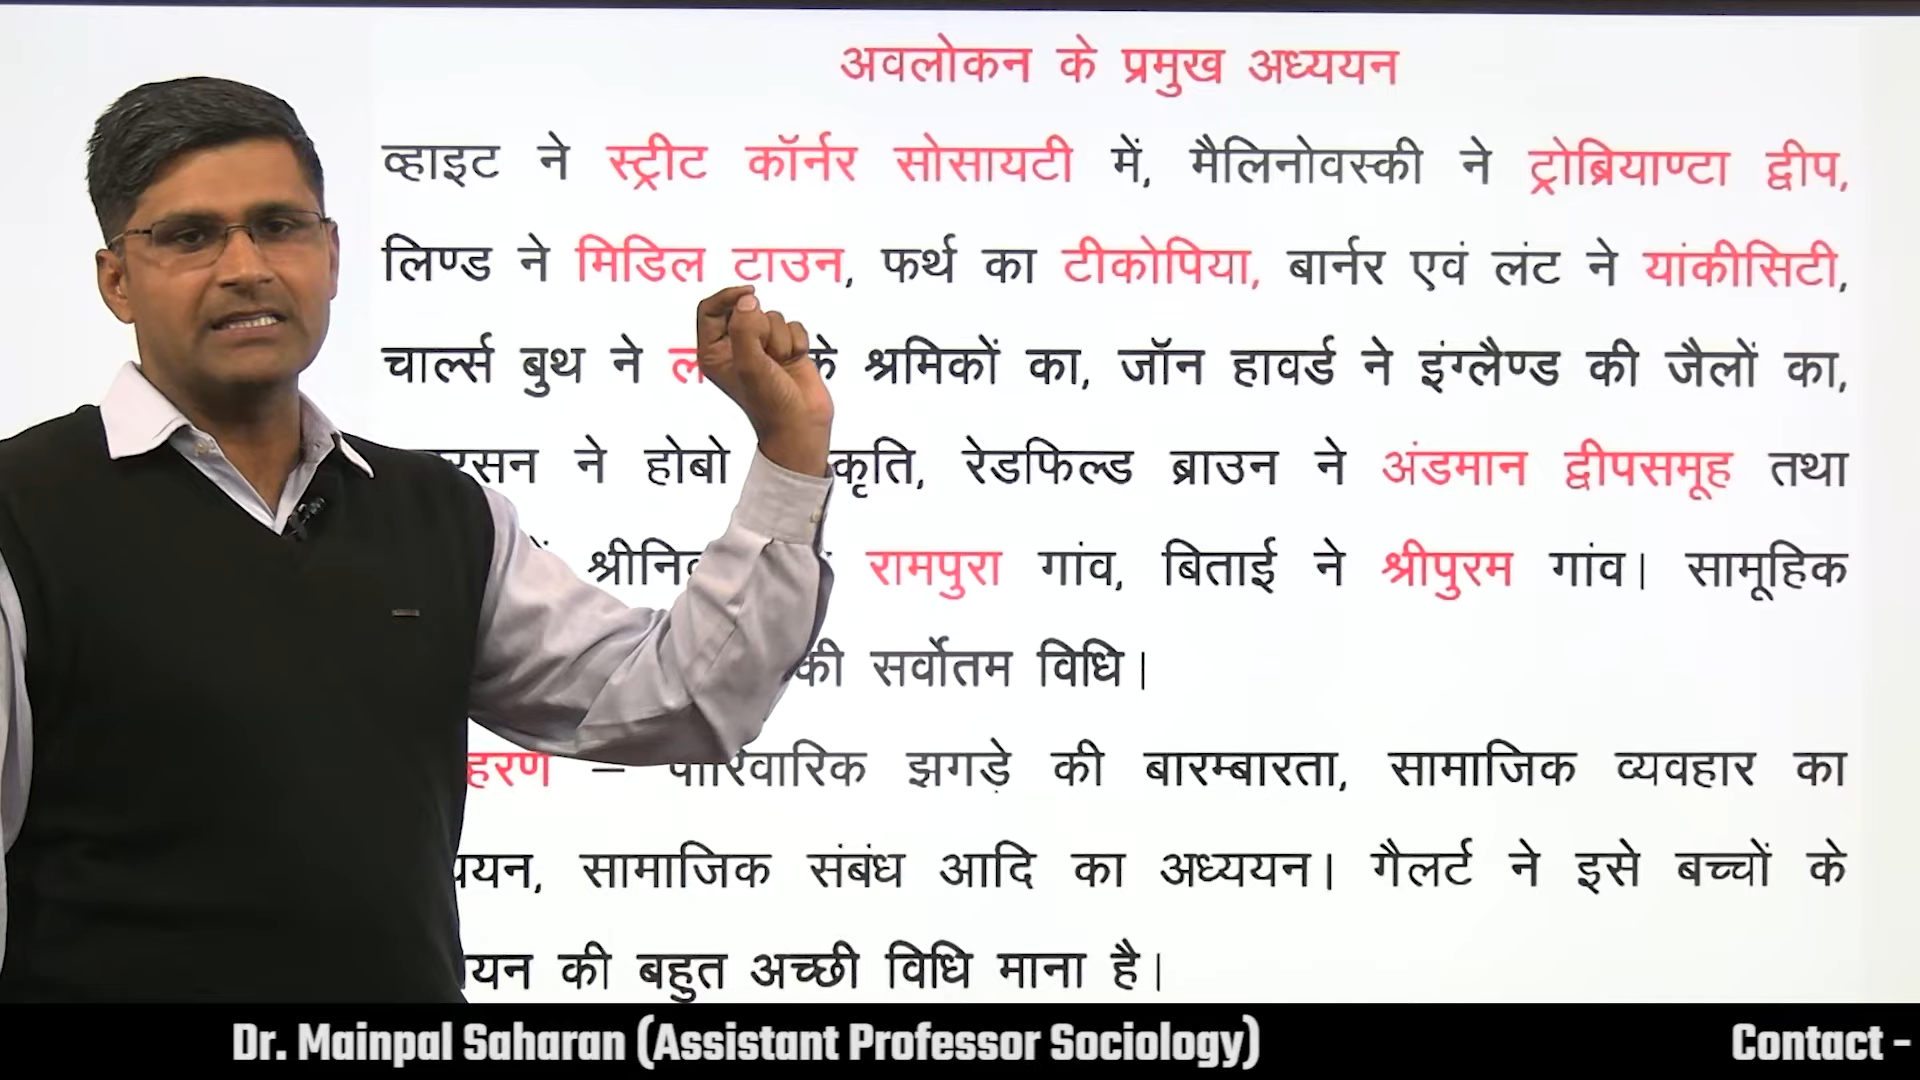 अवलोकन के प्रमुख अध्ययन
व्हाइट ने स्ट्रीट कॉर्नर सोसायटी में, मैलिनोवस्की ने ट्रोब्रियाण्टा द्वीप,
लिण्ड ने मिडिल टाउन, फर्थ का टीकोपिया, बार्नर एवं लंट ने यांकीसिटी,
चार्ल्स बुथ ने के श्रमिकों का, जॉन हावर्ड ने इंग्लैण्ड की जैलों का,
ने होबो रेडफिल्ड ब्राउन ने अंडमान द्वीपसमूह तथा
रामपुरा गांव, बिताई ने श्रीपुरम गांव। सामूहिक
की सर्वोतम विधि।
– पारिवारिक झगड़े की बारम्बारता, सामाजिक व्यवहार का
सामाजिक संबंध आदि का अध्ययन। गैलर्ट ने इसे बच्चों के
की बहुत अच्छी विधि माना है।
Dr. Mainpal Saharan (Assistant Professor Sociology)
Contact -